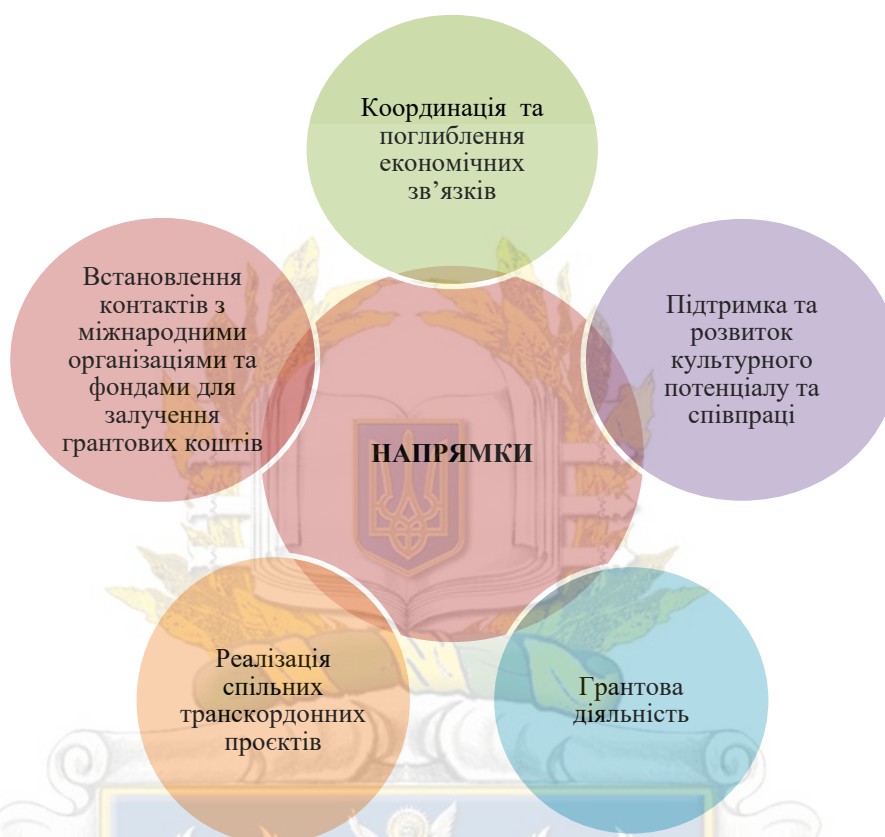 Координація та
поглиблення
економічних
зв’язків
Встановлення
контактів з
міжнародними
організаціями та
фондами для
залучення
грантових коштів
Підтримка та
розвиток
культурного
потенціалу та
співпраці
НАПРЯМКИ
Реалізація
спільних
транскордонних
проєктів
Грантова
діяльність